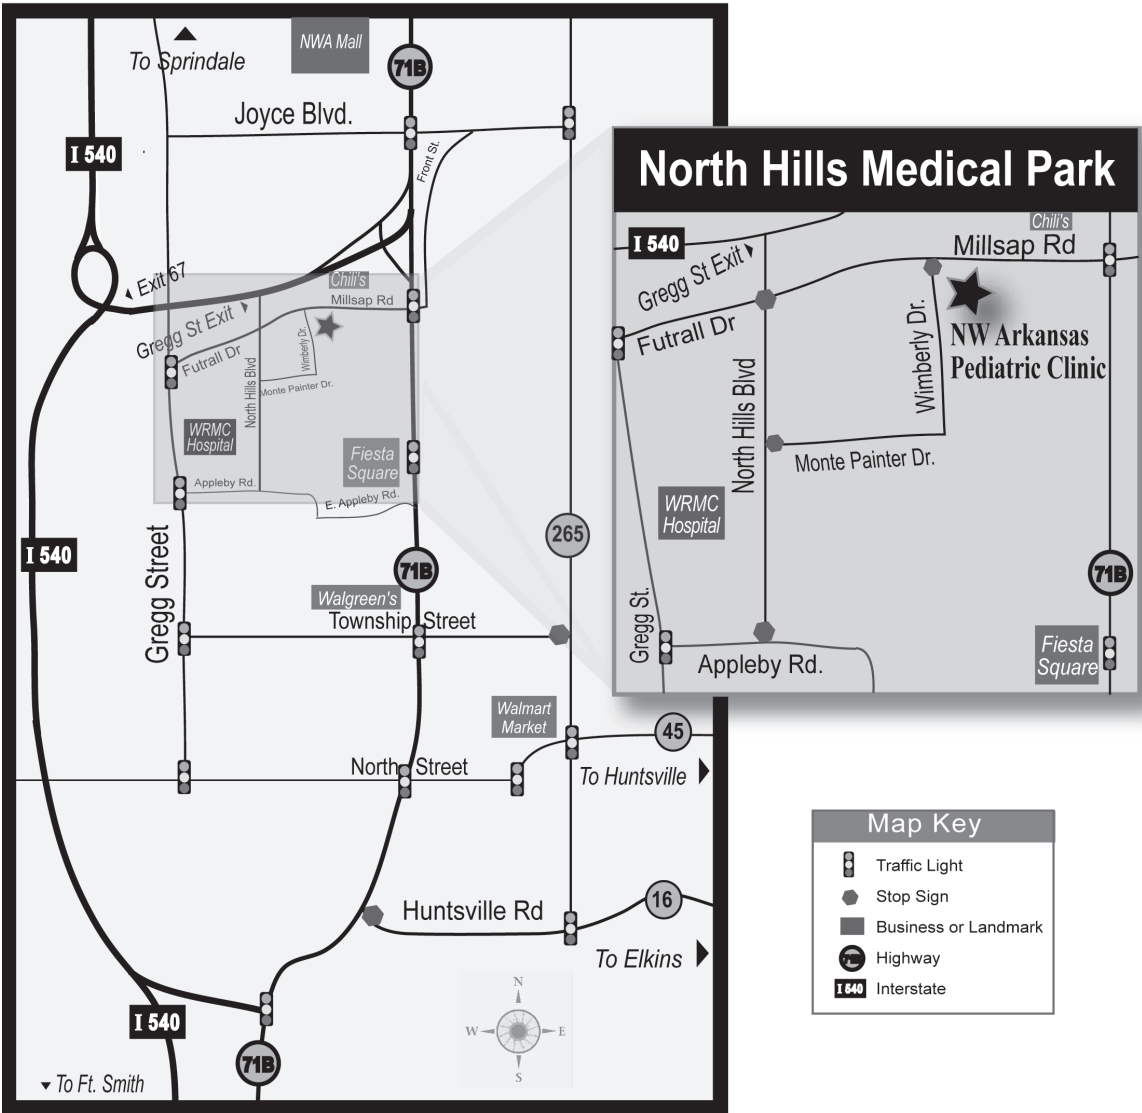 To Sprindale
NWA Mall
71B
Joyce Blvd.
I 540
Front St.
Exit 67
Chili's
Millsap Rd
Gregg St Exit
Futrall Dr
Wimberly Dr.
North Hills Blvd
Monte Painter Dr.
WRMC
Hospital
Fiesta
Square
Appleby Rd.
E. Appleby Rd.
265
I 540
Gregg Street
71B
Walgreen's
Township Street
Walmart
Market
45
North Street
To Huntsville
Huntsville Rd
16
To Elkins
N
W E
S
I 540
71B
To Ft. Smith
North Hills Medical Park
I 540
Chili's
Millsap Rd
Gregg St Exit
Futrall Dr
Wimberly Dr.
NW Arkansas
Pediatric Clinic
North Hills Blvd
Monte Painter Dr.
WRMC
Hospital
71B
Gregg St.
Appleby Rd.
Fiesta
Square
Map Key
Traffic Light
Stop Sign
Business or Landmark
71B Highway
I 540 Interstate